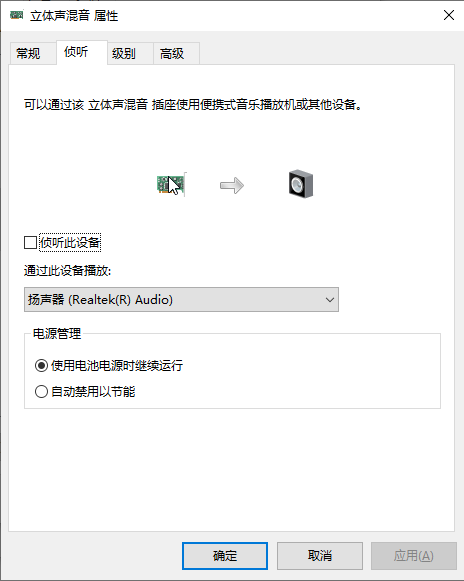 立体声混音 属性
常规
侦听
级别
高级
可以通过该 立体声混音 插座使用便携式音乐播放机或其他设备。
侦听此设备
通过此设备播放:
扬声器 (Realtek(R) Audio)
电源管理
使用电池电源时继续运行
自动禁用以节能
确定
取消
应用(A)